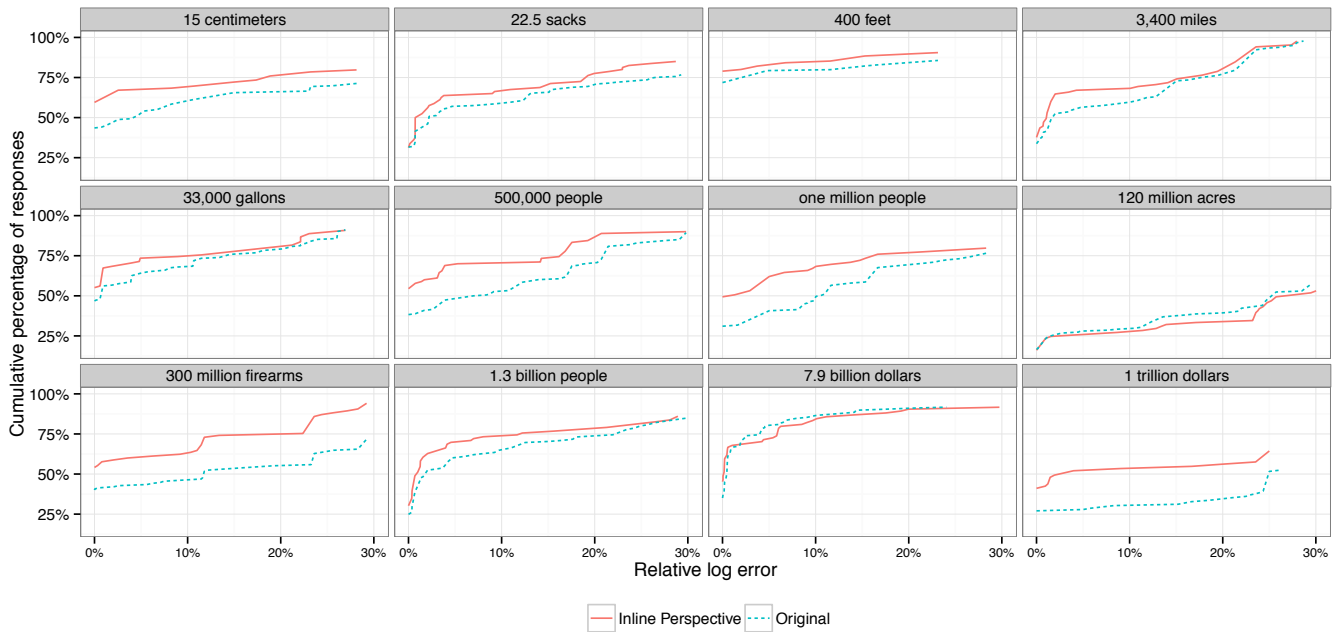 15 centimeters 22.5 sacks 400 feet 3,400 miles
100%
75%
50%
25%
33,000 gallons 500,000 people one million people 120 million acres
100%
75%
50%
25%
300 million firearms 1.3 billion people 7.9 billion dollars 1 trillion dollars
100%
75%
50%
25%
0% 10% 20% 30% 0% 10% 20% 30% 0% 10% 20% 30% 0% 10% 20% 30%
Cumulative percentage of responses
Relative log error
Inline Perspective Original